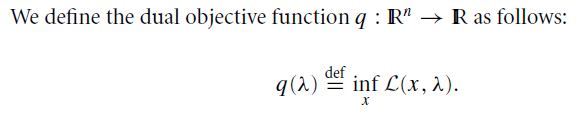 We define the dual objective function q : ℝⁿ → ℝ as follows:
q(λ) ≝ inf ℒ(x, λ).
x